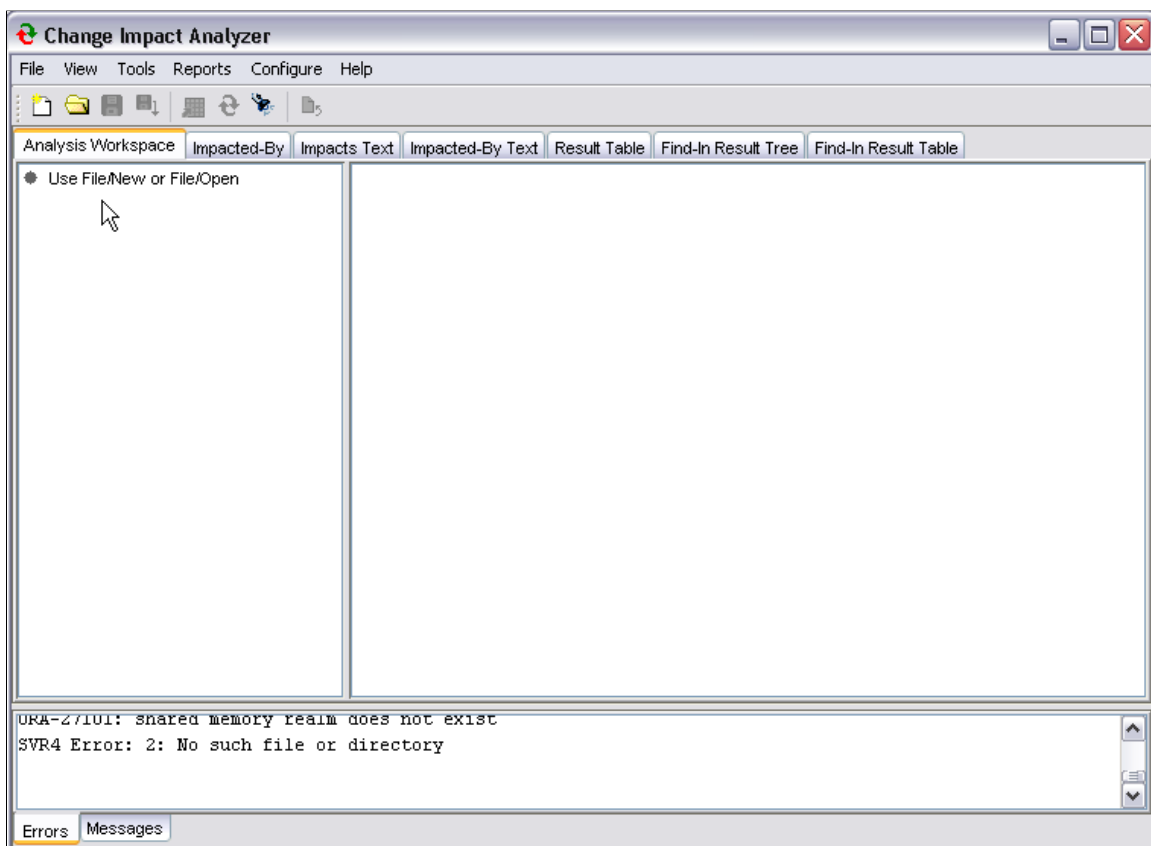 Change Impact Analyzer
File View Tools Reports Configure Help
Analysis Workspace Impacted-By Impacts Text Impacted-By Text Result Table Find-In Result Tree Find-In Result Table
Use File/New or File/Open
ORA-27101: shared memory realm does not exist
SVR4 Error: 2: No such file or directory
Errors Messages